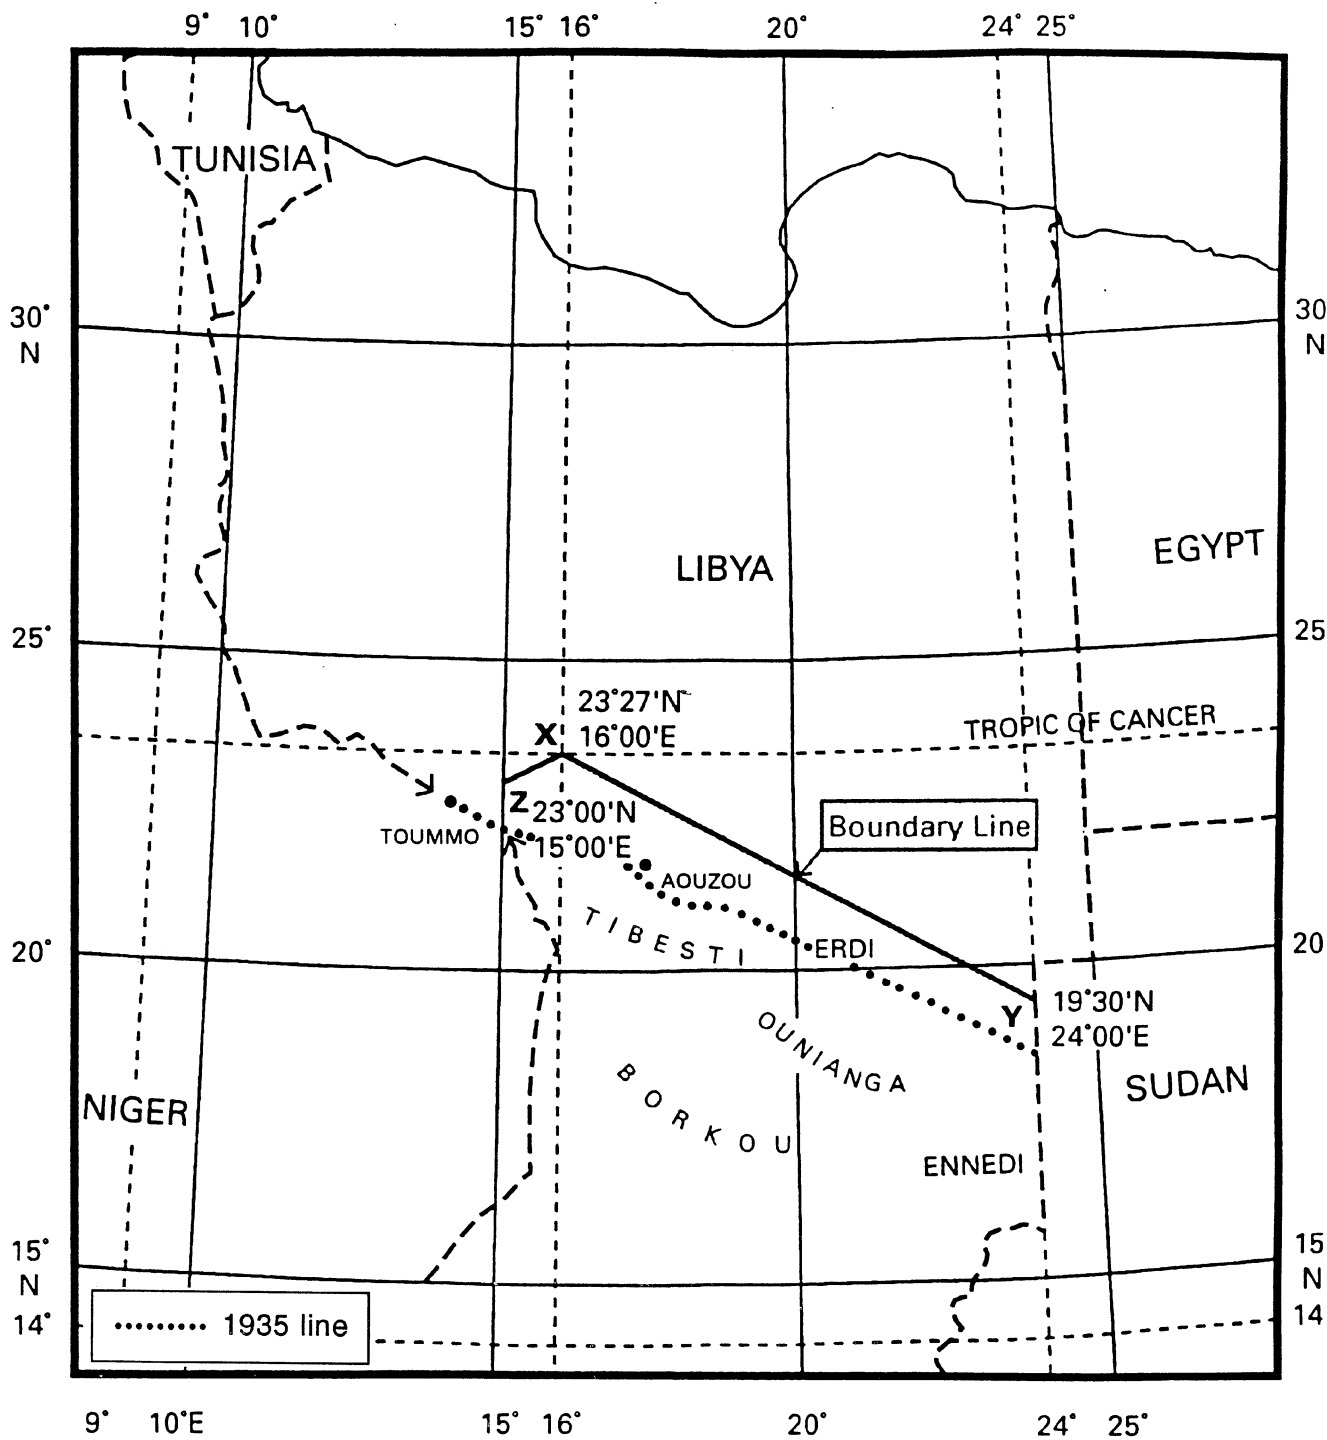 9° 10° 15° 16° 20° 24° 25°
TUNISIA
30° N
30 N
LIBYA
EGYPT
25°
25
23°27'N
16°00'E
X
TROPIC OF CANCER
Z
23°00'N
15°00'E
TOUMMO
Boundary Line
AOUZOU
TIBESTI
ERDI
20°
20
Y
19°30'N
24°00'E
OUNIANGA
BORKOU
NIGER
SUDAN
ENNEDI
15° N
15 N
14°
14
1935 line
9° 10°E 15° 16° 20° 24° 25°